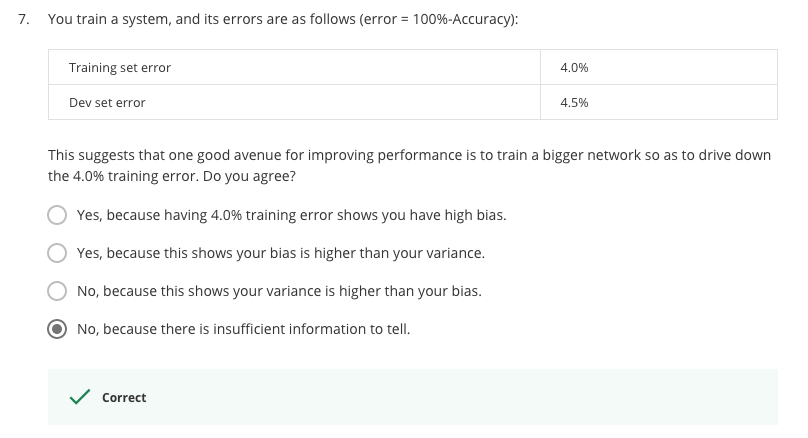 7. You train a system, and its errors are as follows (error = 100%-Accuracy):
Training set error 4.0%
Dev set error 4.5%
This suggests that one good avenue for improving performance is to train a bigger network so as to drive down
the 4.0% training error. Do you agree?
Yes, because having 4.0% training error shows you have high bias.
Yes, because this shows your bias is higher than your variance.
No, because this shows your variance is higher than your bias.
No, because there is insufficient information to tell.
Correct